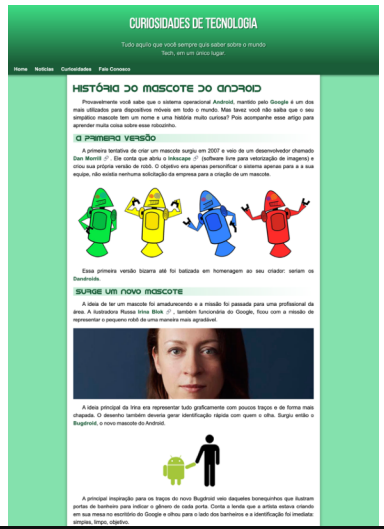 CURIOSIDADES DE TECNOLOGIA
Tudo aquilo que você sempre quis saber sobre o mundo
Tech, em um único lugar.
Home Notícias Curiosidades Fale Conosco
HISTÓRIA DO MASCOTE DO ANDROID
Provavelmente você sabe que o sistema operacional Android, mantido pelo Google é um dos
mais utilizados para dispositivos móveis em todo o mundo. Mas tavez você não saiba que o seu
simpático mascote tem um nome e uma história muito curiosa? Pois acompanhe esse artigo para
aprender muita coisa sobre esse robozinho.
A PRIMEIRA VERSÃO
A primeira tentativa de criar um mascote surgiu em 2007 e veio de um desenvolvedor chamado
Dan Morrill , Ele conta que abriu o Inkscape (software livre para vetorização de imagens) e
criou sua própria versão de robô. O objetivo era apenas personificar o sistema apenas para a a sua
equipe, não existia nenhuma solicitação da empresa para a criação de um mascote.
Essa primeira versão bizarra até foi batizada em homenagem ao seu criador: seriam os
Dandroids.
SURGE UM NOVO MASCOTE
A ideia de ter um mascote foi amadurecendo e a missão foi passada para uma profissional da
área. A ilustradora Russa Irina Blok , também funcionária do Google, ficou com a missão de
representar o pequeno robô de uma maneira mais agradável.
A ideia principal da Irina era representar tudo graficamente com poucos traços e de forma mais
chapada. O desenho também deveria gerar identificação rápida com quem o olha. Surgiu então o
Bugdroid, o novo mascote do Android.
A principal inspiração para os traços do novo Bugdroid veio daqueles bonequinhos que ilustram
portas de banheiro para indicar o gênero de cada porta. Conta a lenda que a artista estava criando
em sua mesa no escritório do Google e olhou para o lado dos banheiros e a identificação foi imediata:
simples, limpo, objetivo.